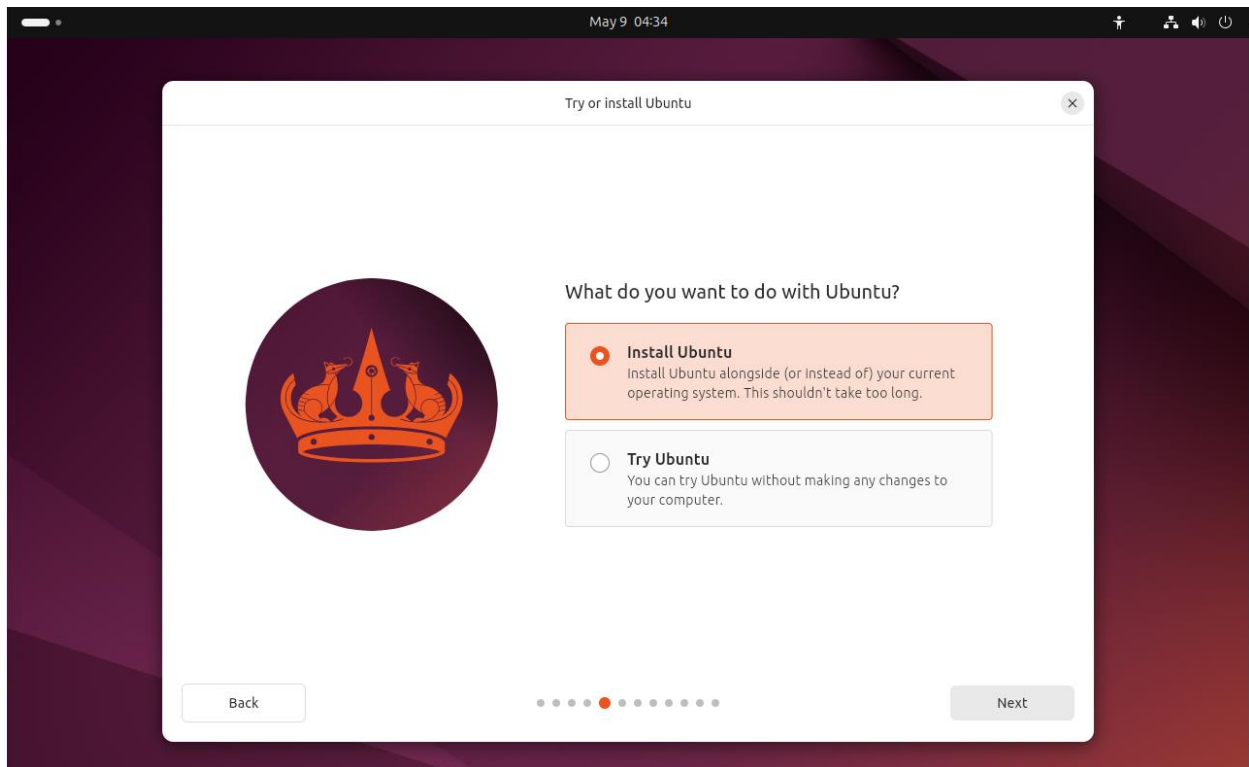 May 9 04:34
Try or install Ubuntu
What do you want to do with Ubuntu?
Install Ubuntu
Install Ubuntu alongside (or instead of) your current
operating system. This shouldn't take too long.
Try Ubuntu
You can try Ubuntu without making any changes to
your computer.
Back
Next